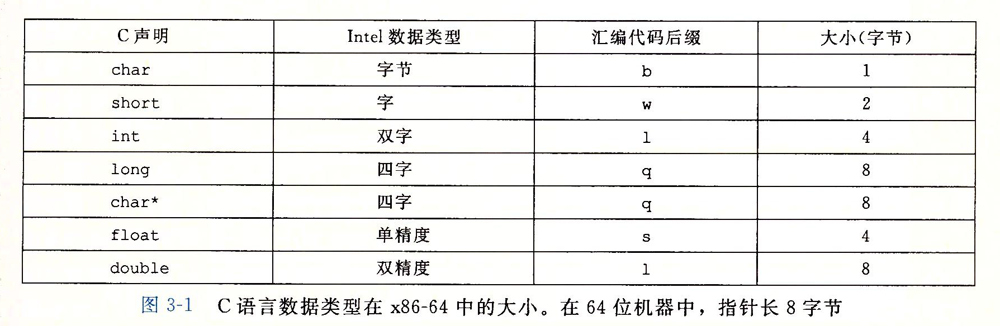 C 声明 Intel 数据类型 汇编代码后缀 大小(字节)
char 字节 b 1
short 字 w 2
int 双字 l 4
long 四字 q 8
char* 四字 q 8
float 单精度 s 4
double 双精度 l 8
图 3-1 C 语言数据类型在 x86-64 中的大小。在 64 位机器中，指针长 8 字节